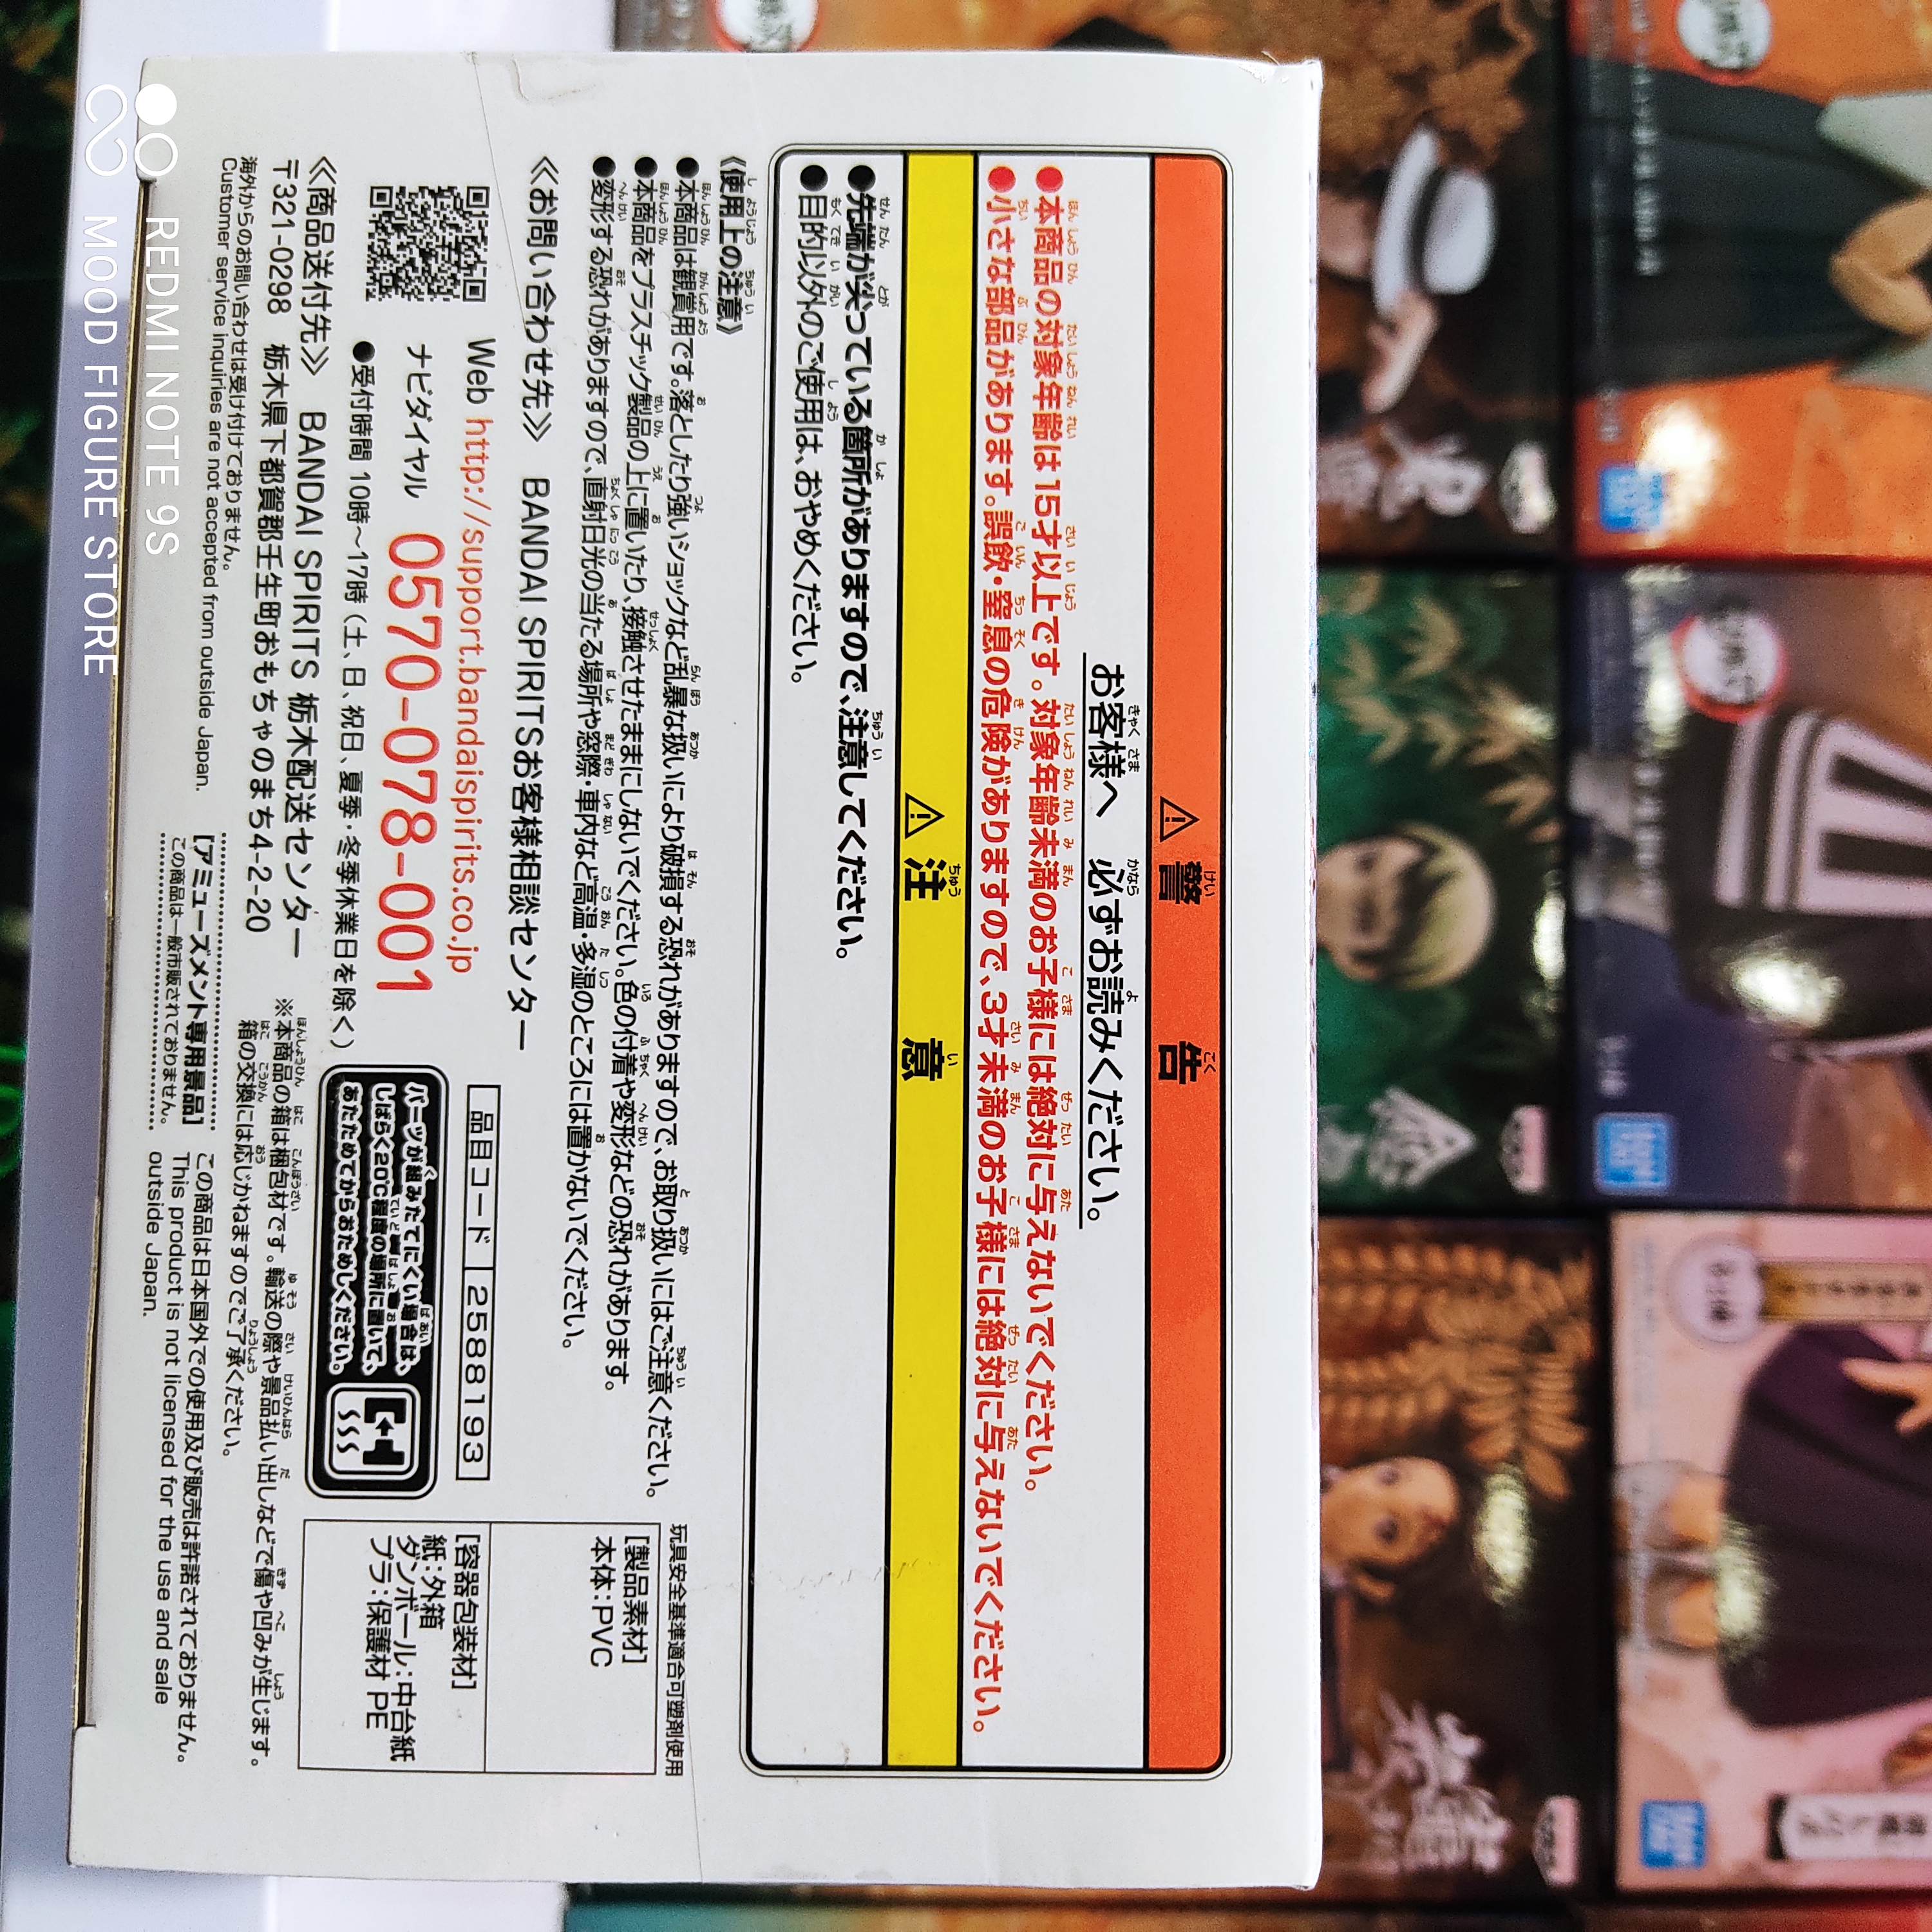 ⚠警告
お客様へ 必ずお読みください。
●本商品の対象年齢は15才以上です。対象年齢未満のお子様には絶対に与えないでください。
●小さな部品があります。誤飲・窒息の危険がありますので、3才未満のお子様には絶対に与えないでください。
⚠注意
●先端が尖っている箇所がありますので、注意してください。
●目的以外のご使用は、おやめください。
《使用上の注意》
●本商品は観賞用です。落としたり強いショックなど乱暴な扱いにより破損する恐れがありますので、お取り扱いにはご注意ください。
●本商品をプラスチック製品の上に置いたり、接触させたままにしないでください。色の付着や変形などの恐れがあります。
●変形する恐れがありますので、直射日光の当たる場所や窓際・車内など高温・多湿のところには置かないでください。
《お問い合わせ先》 BANDAI SPIRITSお客様相談センター
Web http://support.bandaispirits.co.jp
ナビダイヤル 0570-078-001
●受付時間 10時～17時（土、日、祝日、夏季・冬季休業日を除く）
《商品送付先》 BANDAI SPIRITS 栃木配送センター
〒321-0298 栃木県下都賀郡壬生町おもちゃのまち4-2-20
海外からのお問い合わせは受け付けておりません。
Customer service inquiries are not accepted from outside Japan.
品目コード 2588193
パーツが組みたてにくい場合は、
しばらく20℃程度の場所に置いて、
あたためてからおためしください。
玩具安全基準適合可塑剤使用
[製品素材]
本体：PVC
[容器包装材]
紙：外箱
ダンボール：中台紙
プラ：保護材 PE
※本商品の箱は梱包材です。輸送の際や景品払い出しなどで傷や凹みが生じます。
箱の交換には応じかねますのでご了承ください。
[アミューズメント専用景品]
この商品は一般市販されておりません。
この商品は日本国外での使用及び販売は許諾されておりません。
This product is not licensed for the use and sale
outside Japan.
REDMI NOTE 9S
MOOD FIGURE STORE